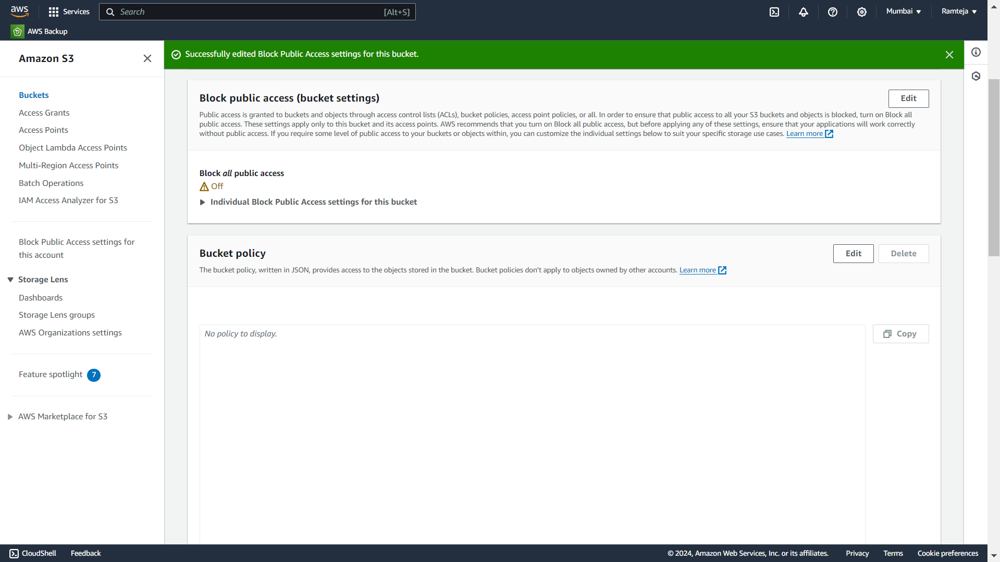 aws
Services
Search
[Alt+S]
Mumbai
Ramteja
AWS Backup
Amazon S3
Buckets
Access Grants
Access Points
Object Lambda Access Points
Multi-Region Access Points
Batch Operations
IAM Access Analyzer for S3
Block Public Access settings for
this account
Storage Lens
Dashboards
Storage Lens groups
AWS Organizations settings
Feature spotlight 7
AWS Marketplace for S3
Successfully edited Block Public Access settings for this bucket.
Block public access (bucket settings)
Edit
Public access is granted to buckets and objects through access control lists (ACLs), bucket policies, access point policies, or all. In order to ensure that public access to all your S3 buckets and objects is blocked, turn on Block all
public access. These settings apply only to this bucket and its access points. AWS recommends that you turn on Block all public access, but before applying any of these settings, ensure that your applications will work correctly
without public access. If you require some level of public access to your buckets or objects within, you can customize the individual settings below to suit your specific storage use cases. Learn more
Block all public access
Off
Individual Block Public Access settings for this bucket
Bucket policy
Edit
Delete
The bucket policy, written in JSON, provides access to the objects stored in the bucket. Bucket policies don't apply to objects owned by other accounts. Learn more
No policy to display.
Copy
CloudShell
Feedback
© 2024, Amazon Web Services, Inc. or its affiliates.
Privacy
Terms
Cookie preferences